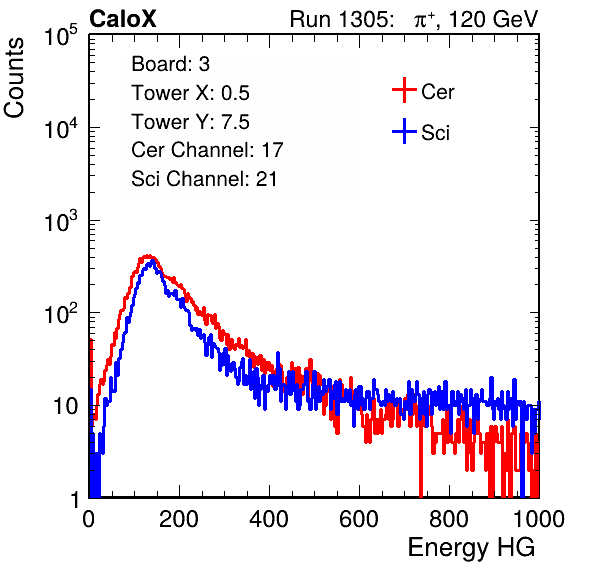 CaloX Run 1305: π⁺, 120 GeV
Counts
10⁵
10⁴
10³
10²
10
1
Board: 3
Tower X: 0.5
Tower Y: 7.5
Cer Channel: 17
Sci Channel: 21
Cer
Sci
0 200 400 600 800 1000
Energy HG